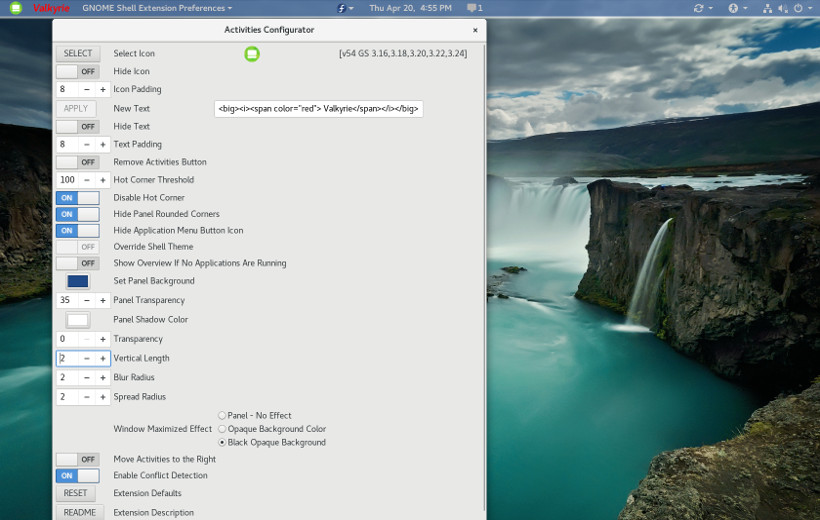 Valkyrie GNOME Shell Extension Preferences Thu Apr 20, 4:55 PM 1
Activities Configurator ×
SELECT Select Icon [v54 GS 3.16,3.18,3.20,3.22,3.24]
OFF Hide Icon
8 − + Icon Padding
APPLY New Text <big><i><span color="red"> Valkyrie</span></i></big>
OFF Hide Text
8 − + Text Padding
OFF Remove Activities Button
100 − + Hot Corner Threshold
ON Disable Hot Corner
ON Hide Panel Rounded Corners
ON Hide Application Menu Button Icon
OFF Override Shell Theme
OFF Show Overview If No Applications Are Running
Set Panel Background
35 − + Panel Transparency
Panel Shadow Color
0 − + Transparency
2 − + Vertical Length
2 − + Blur Radius
2 − + Spread Radius
Panel - No Effect
Window Maximized Effect Opaque Background Color
Black Opaque Background
OFF Move Activities to the Right
ON Enable Conflict Detection
RESET Extension Defaults
README Extension Description